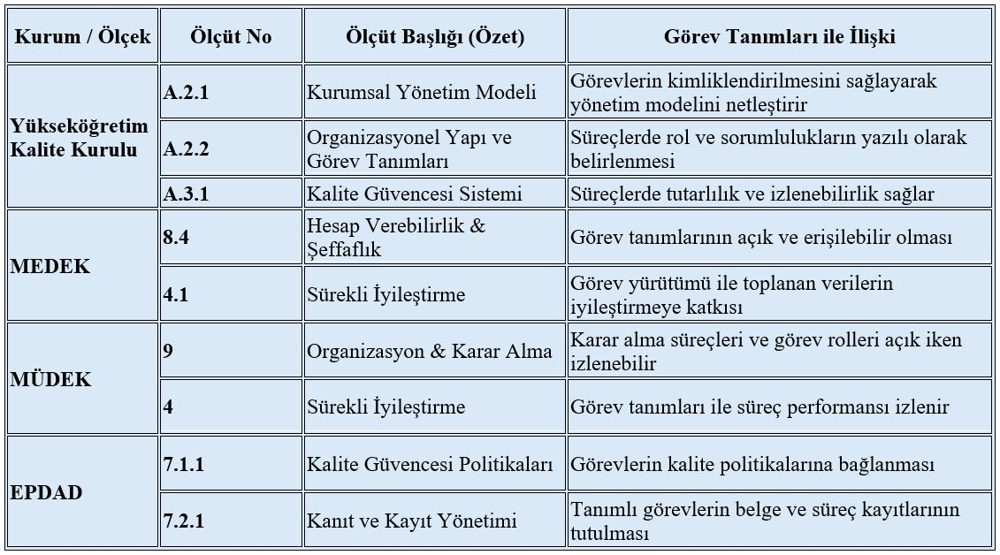 Kurum / Ölçek
Ölçüt No
Ölçüt Başlığı (Özet)
Görev Tanımları ile İlişki
Yükseköğretim
Kalite Kurulu
A.2.1
Kurumsal Yönetim Modeli
Görevlerin kimliklendirilmesini sağlayarak
yönetim modelini netleştirir
A.2.2
Organizasyonel Yapı ve
Görev Tanımları
Süreçlerde rol ve sorumlulukların yazılı olarak
belirlenmesi
A.3.1
Kalite Güvencesi Sistemi
Süreçlerde tutarlılık ve izlenebilirlik sağlar
MEDEK
8.4
Hesap Verebilirlik &
Şeffaflık
Görev tanımlarının açık ve erişilebilir olması
4.1
Sürekli İyileştirme
Görev yürütümü ile toplanan verilerin
iyileştirmeye katkısı
MÜDEK
9
Organizasyon & Karar Alma
Karar alma süreçleri ve görev rolleri açık iken
izlenebilir
4
Sürekli İyileştirme
Görev tanımları ile süreç performansı izlenir
EPDAD
7.1.1
Kalite Güvencesi Politikaları
Görevlerin kalite politikalarına bağlanması
7.2.1
Kanıt ve Kayıt Yönetimi
Tanımlı görevlerin belge ve süreç kayıtlarının
tutulması